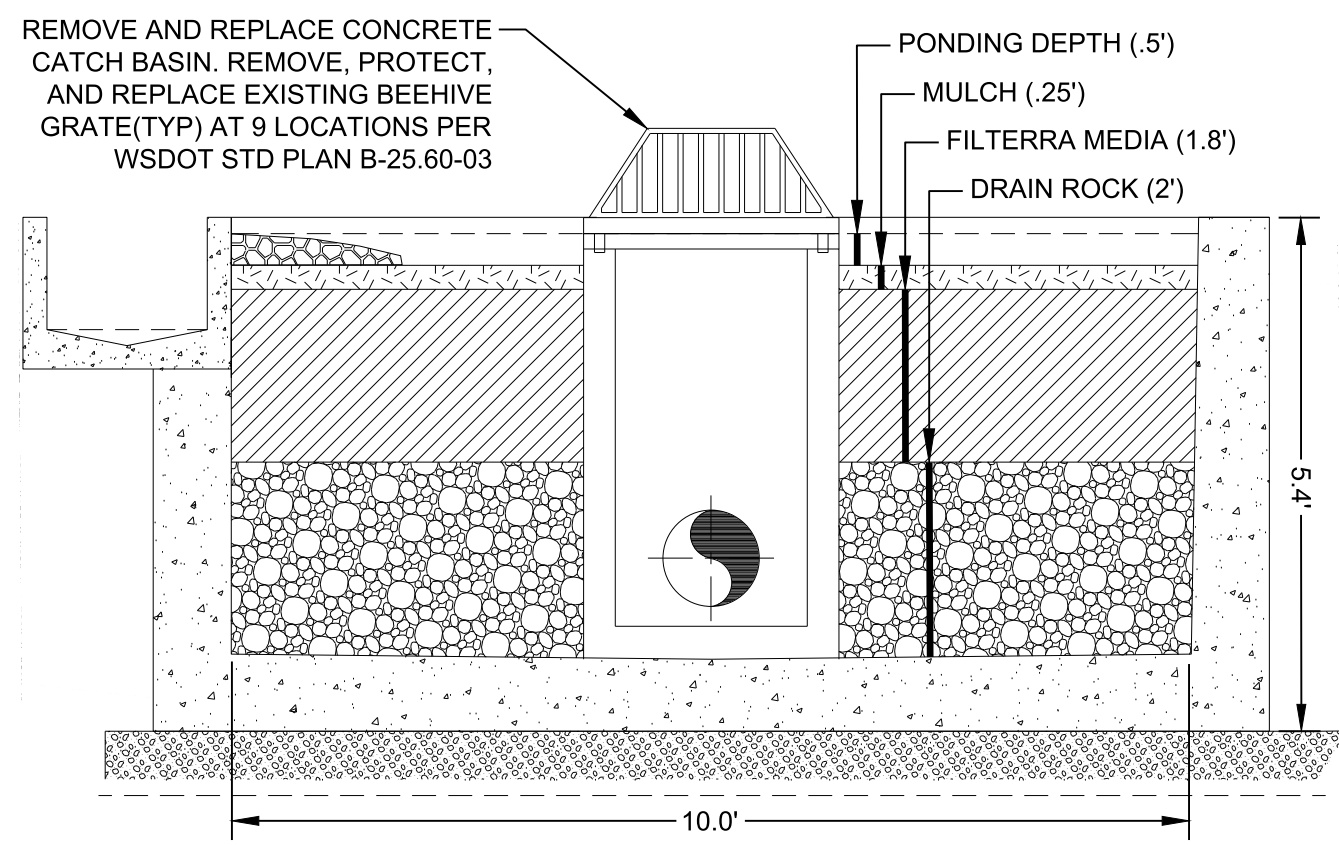 REMOVE AND REPLACE CONCRETE
CATCH BASIN. REMOVE, PROTECT,
AND REPLACE EXISTING BEEHIVE
GRATE(TYP) AT 9 LOCATIONS PER
WSDOT STD PLAN B-25.60-03
PONDING DEPTH (.5')
MULCH (.25')
FILTERRA MEDIA (1.8')
DRAIN ROCK (2')
5.4'
10.0'